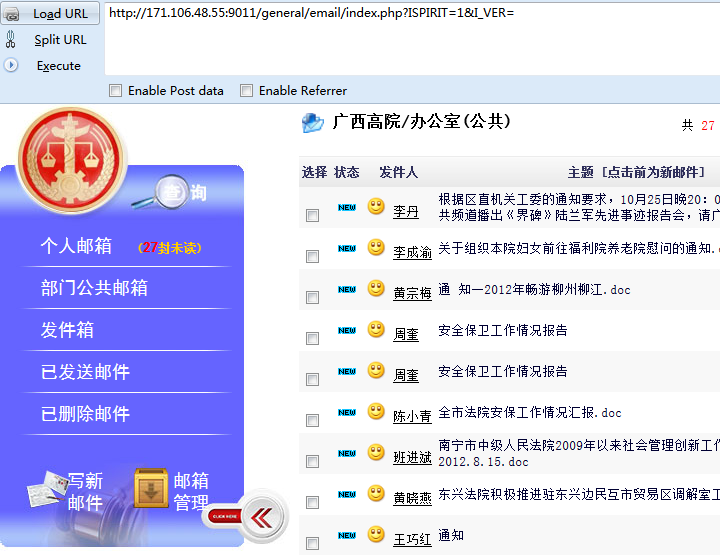 Load URL
http://171.106.48.55:9011/general/email/index.php?ISPIRIT=1&I_VER=
Split URL
Execute
Enable Post data
Enable Referrer
广西高院/办公室(公共)
共 27
查询
个人邮箱
(27封未读)
部门公共邮箱
发件箱
已发送邮件
已删除邮件
写新
邮件
邮箱
管理
CLICK HERE
选择 状态 发件人 主题 [点击前为新邮件]
NEW 李丹 根据区直机关工委的通知要求，10月25日晚20：0
共频道播出《界碑》陆兰军先进事迹报告会，请广
NEW 李成渝 关于组织本院妇女前往福利院养老院慰问的通知.
NEW 黄宗梅 通 知—2012年畅游柳州柳江.doc
NEW 周奎 安全保卫工作情况报告
NEW 周奎 安全保卫工作情况报告
NEW 陈小青 全市法院安保工作情况汇报.doc
NEW 班进斌 南宁市中级人民法院2009年以来社会管理创新工作
2012.8.15.doc
NEW 黄晓燕 东兴法院积极推进驻东兴边民互市贸易区调解室工
NEW 王巧红 通知